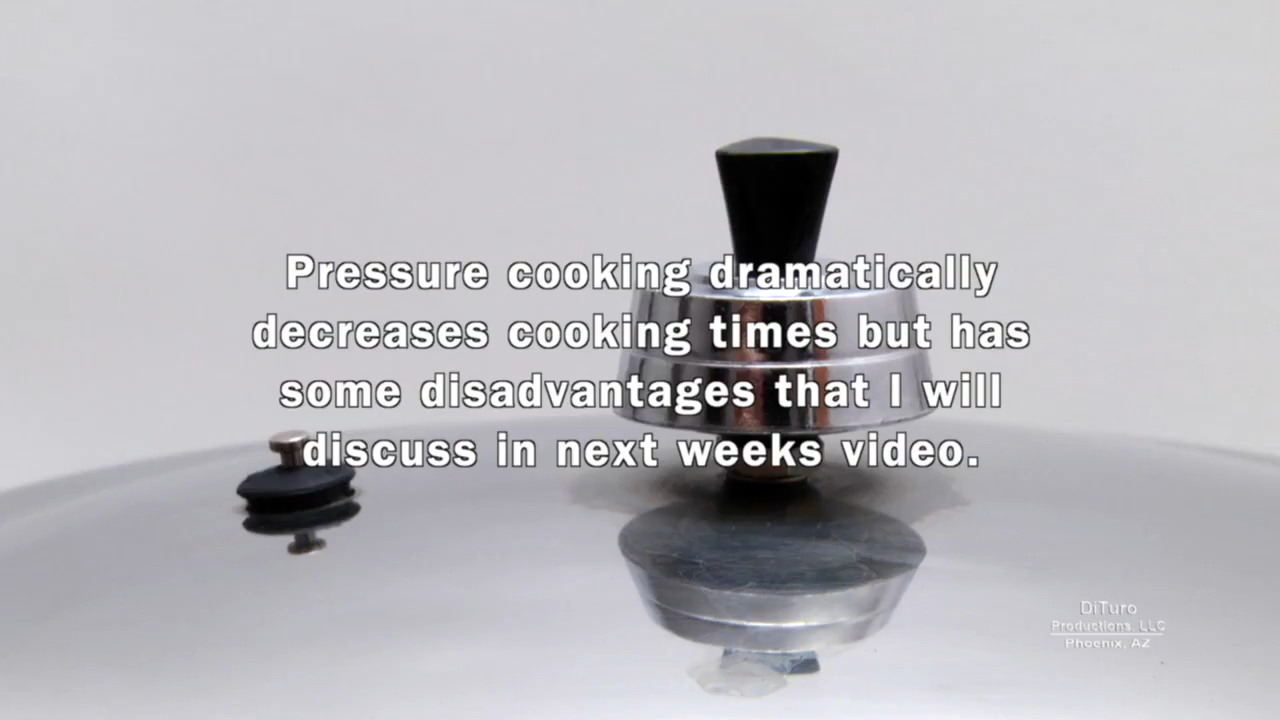 Pressure cooking dramatically
decreases cooking times but has
some disadvantages that I will
discuss in next weeks video.
DiTuro
Productions, LLC
Phoenix, AZ